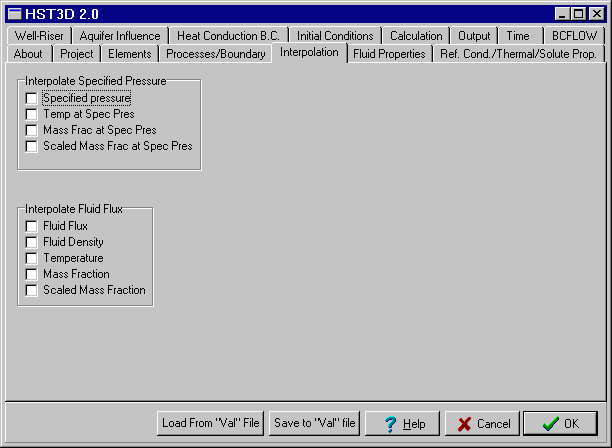 HST3D 2.0
Well-Riser Aquifer Influence Heat Conduction B.C. Initial Conditions Calculation Output Time BCFLOW
About Project Elements Processes/Boundary Interpolation Fluid Properties Ref. Cond./Thermal/Solute Prop.
Interpolate Specified Pressure
Specified pressure
Temp at Spec Pres
Mass Frac at Spec Pres
Scaled Mass Frac at Spec Pres
Interpolate Fluid Flux
Fluid Flux
Fluid Density
Temperature
Mass Fraction
Scaled Mass Fraction
Load From "Val" File Save to "Val" file Help Cancel OK